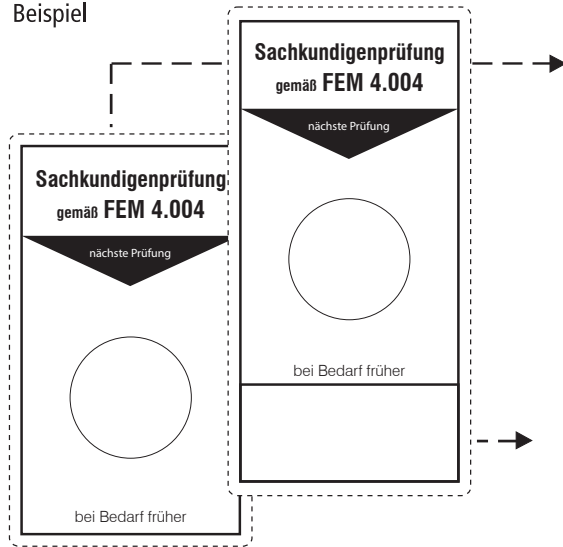 Beispiel
Sachkundigenprüfung
gemäß FEM 4.004
nächste Prüfung
bei Bedarf früher
Sachkundigenprüfung
gemäß FEM 4.004
nächste Prüfung
bei Bedarf früher